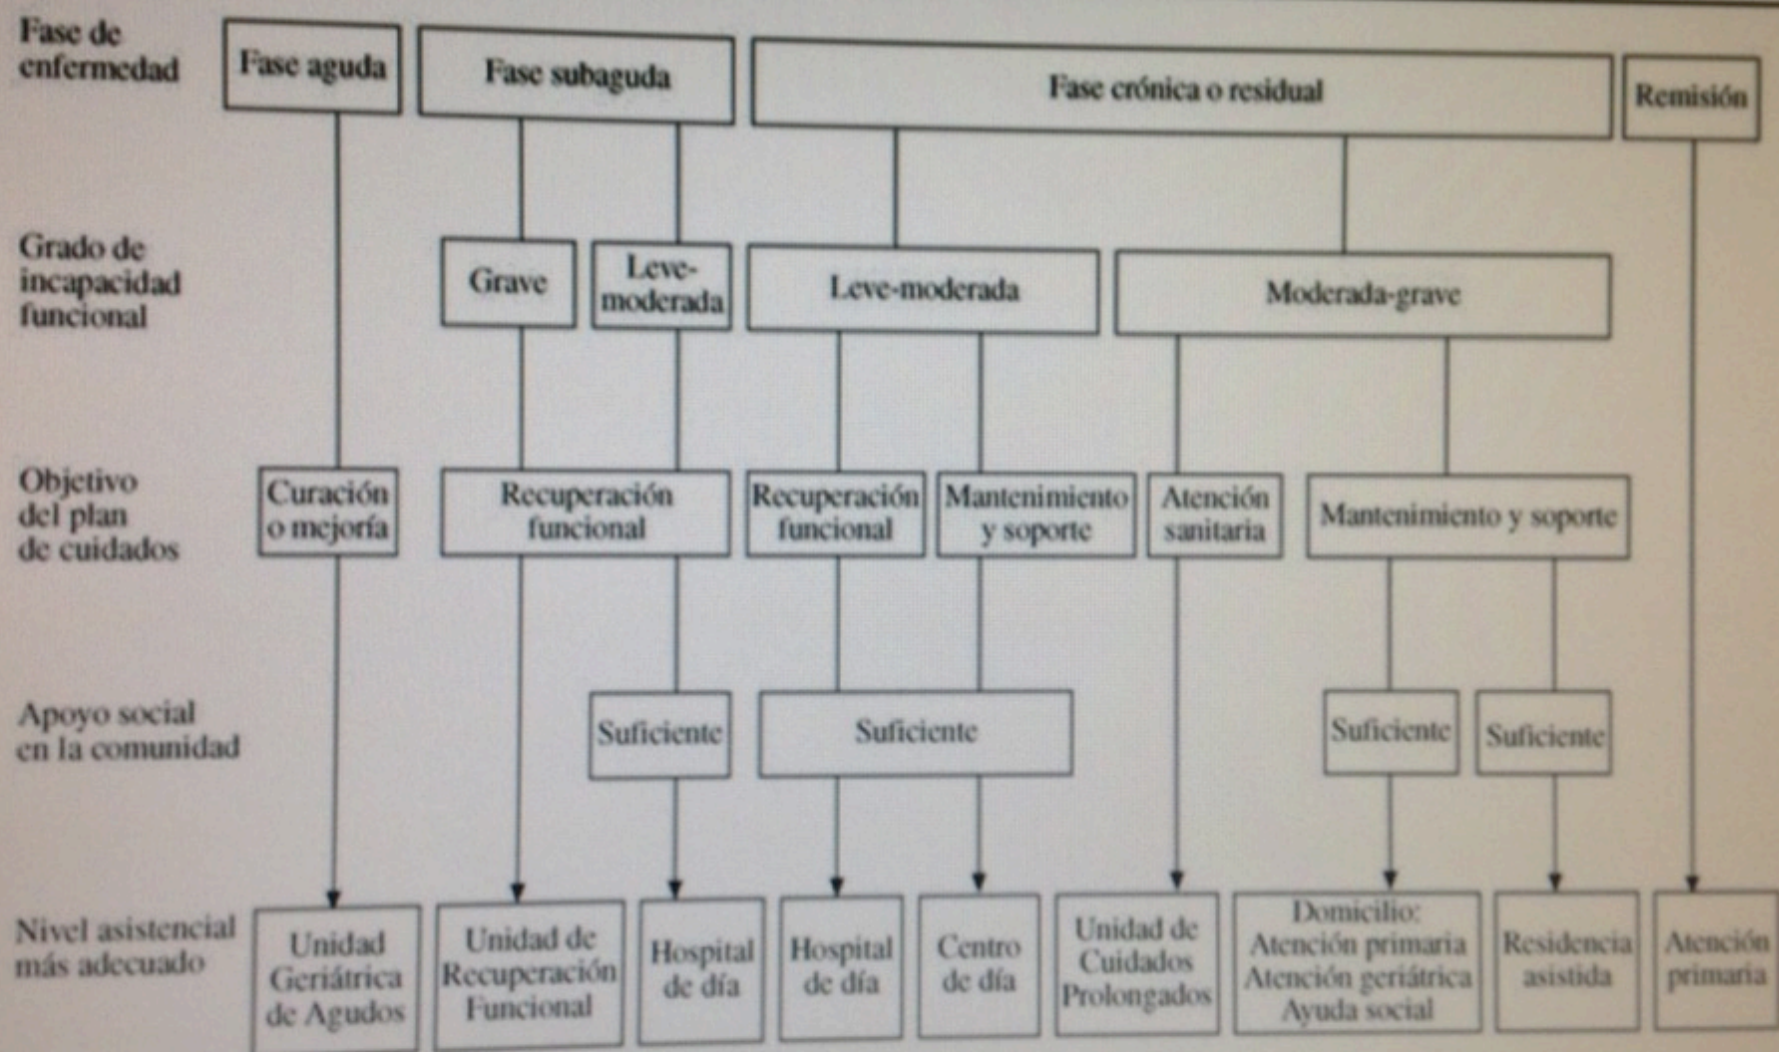 Fase de
enfermedad
Fase aguda
Fase subaguda
Fase crónica o residual
Remisión
Grado de
incapacidad
funcional
Grave
Leve-
moderada
Leve-moderada
Moderada-grave
Objetivo
del plan
de cuidados
Curación
o mejoría
Recuperación
funcional
Recuperación
funcional
Mantenimiento
y soporte
Atención
sanitaria
Mantenimiento y soporte
Apoyo social
en la comunidad
Suficiente
Suficiente
Suficiente
Suficiente
Nivel asistencial
más adecuado
Unidad
Geriátrica
de Agudos
Unidad de
Recuperación
Funcional
Hospital
de día
Hospital
de día
Centro
de día
Unidad de
Cuidados
Prolongados
Domicilio:
Atención primaria
Atención geriátrica
Ayuda social
Residencia
asistida
Atención
primaria